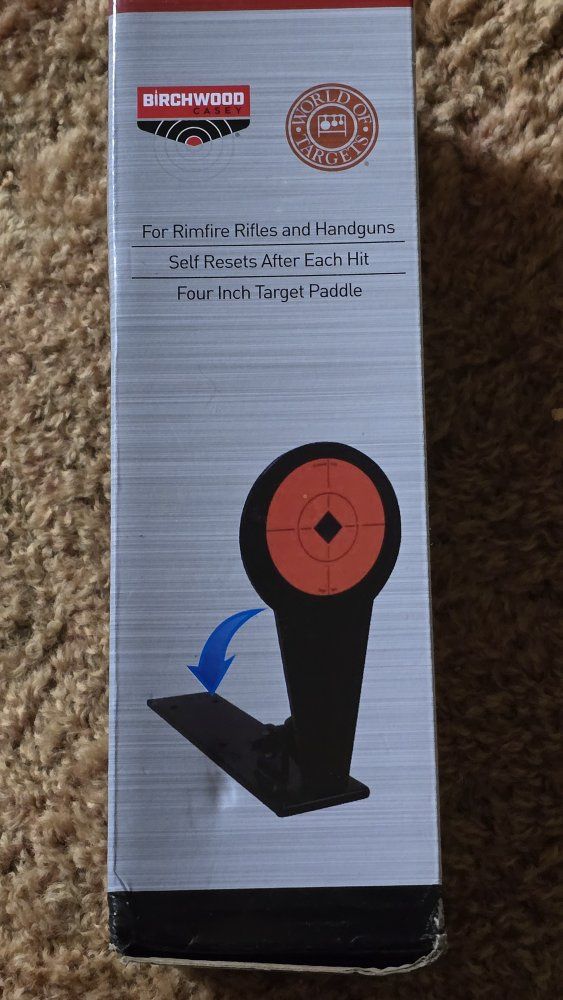 BIRCHWOOD
CASEY
WORLD OF
TARGETS
For Rimfire Rifles and Handguns
Self Resets After Each Hit
Four Inch Target Paddle